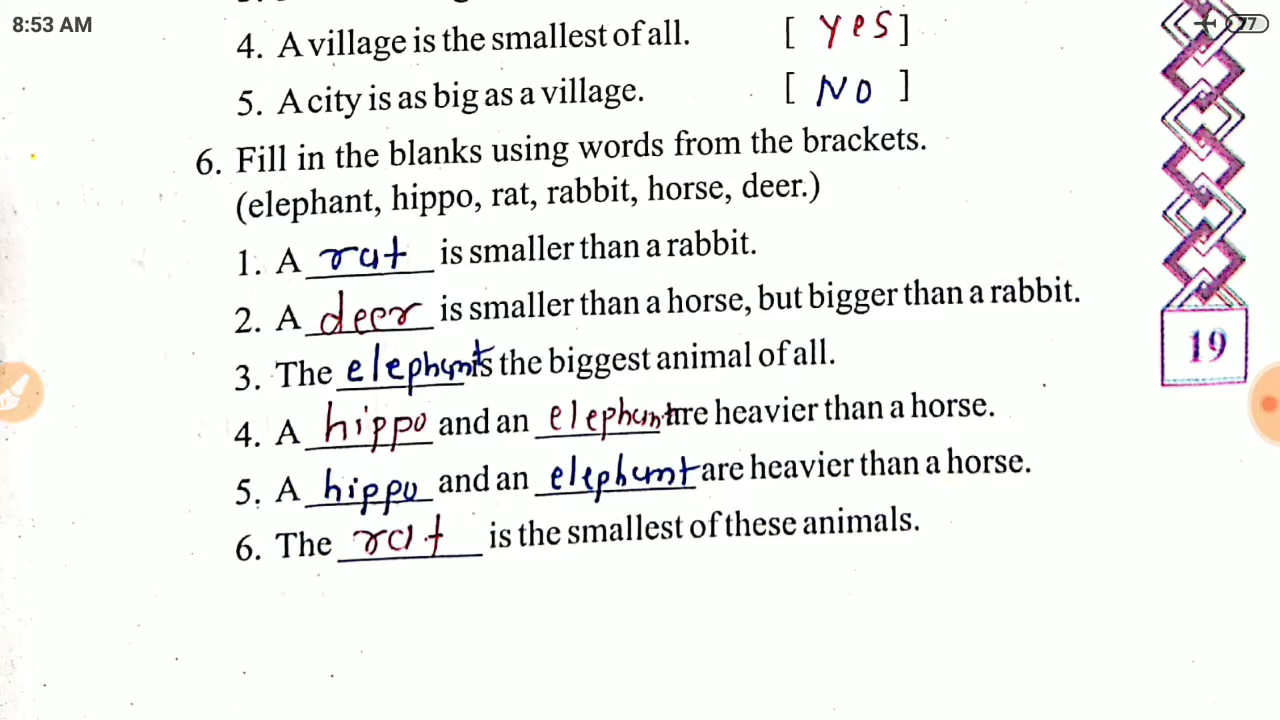 8:53 AM
77
4. A village is the smallest of all. [ Yes ]
5. A city is as big as a village. [ No ]
6. Fill in the blanks using words from the brackets.
(elephant, hippo, rat, rabbit, horse, deer.)
1. A rat is smaller than a rabbit.
2. A deer is smaller than a horse, but bigger than a rabbit.
3. The elephant is the biggest animal of all.
4. A hippo and an elephant are heavier than a horse.
5. A hippo and an elephant are heavier than a horse.
6. The rat is the smallest of these animals.
19